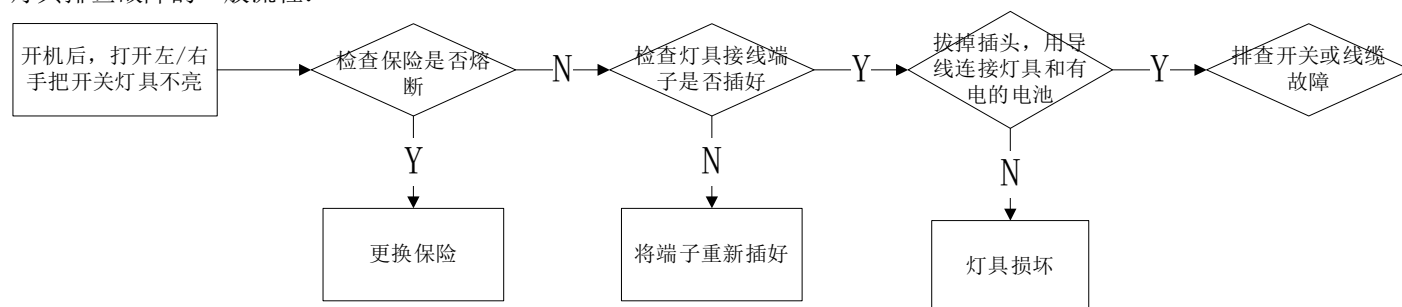 开机后，打开左/右
手把开关灯具不亮
检查保险是否熔
断
N
检查灯具接线端
子是否插好
Y
拔掉插头，用导
线连接灯具和有
电的电池
Y
排查开关或线缆
故障
Y
N
N
更换保险
将端子重新插好
灯具损坏